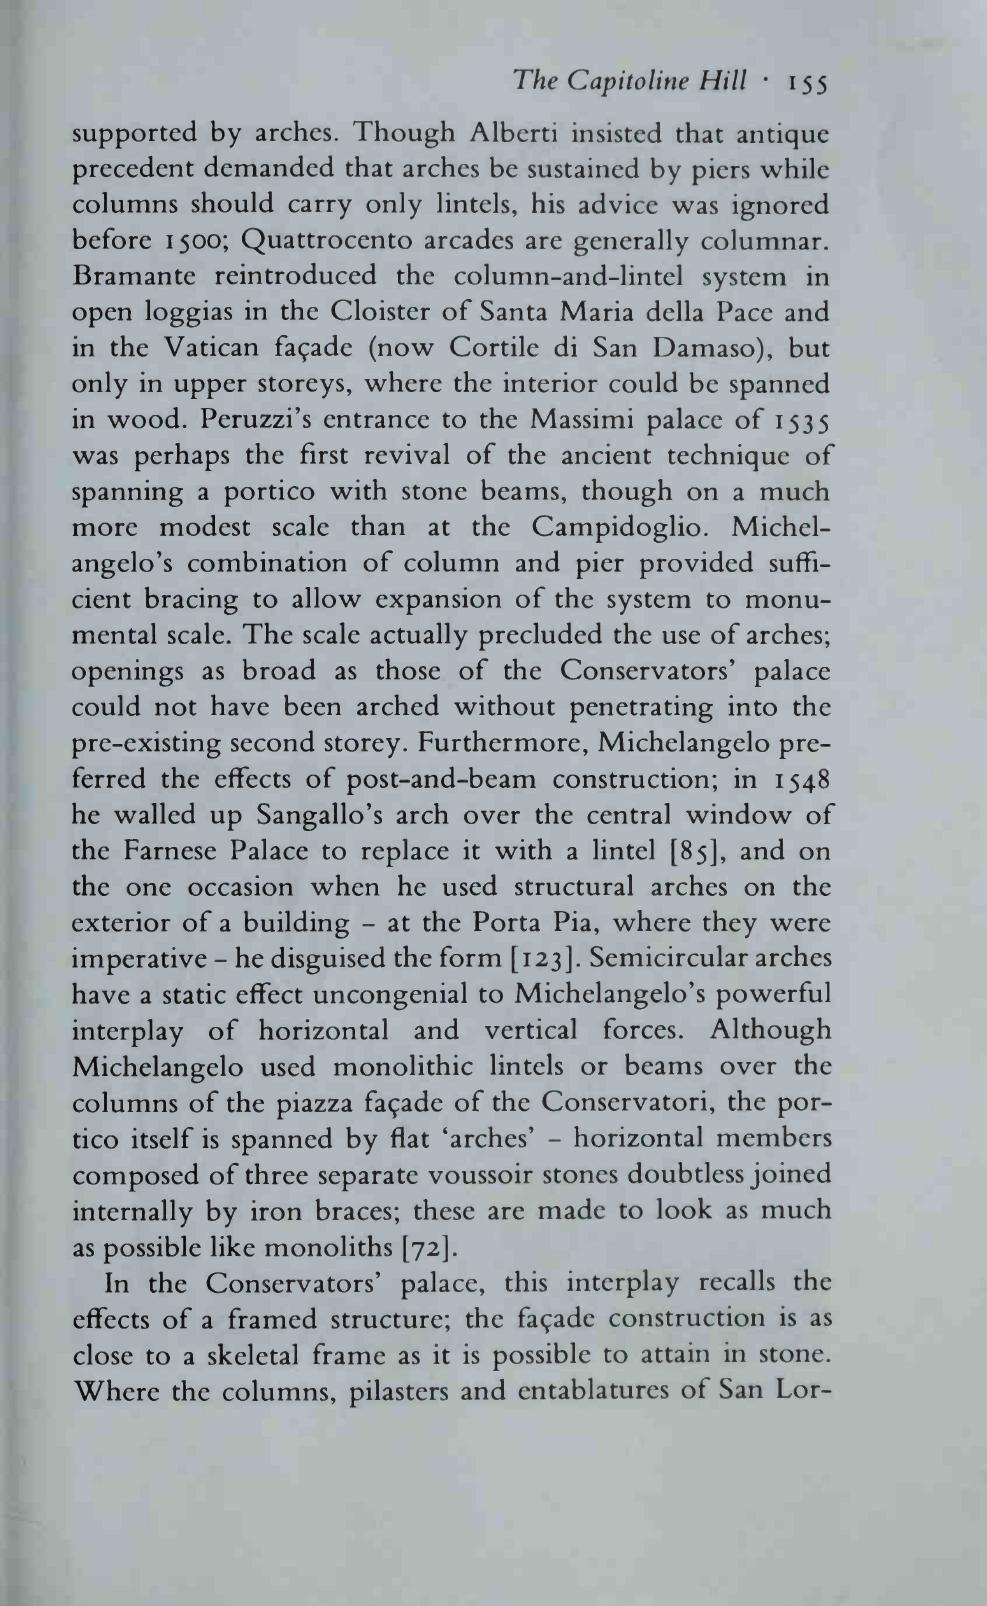 The Capitoline Hill · 155
supported by arches. Though Alberti insisted that antique
precedent demanded that arches be sustained by piers while
columns should carry only lintels, his advice was ignored
before 1500; Quattrocento arcades are generally columnar.
Bramante reintroduced the column-and-lintel system in
open loggias in the Cloister of Santa Maria della Pace and
in the Vatican façade (now Cortile di San Damaso), but
only in upper storeys, where the interior could be spanned
in wood. Peruzzi's entrance to the Massimi palace of 1535
was perhaps the first revival of the ancient technique of
spanning a portico with stone beams, though on a much
more modest scale than at the Campidoglio. Michel-
angelo's combination of column and pier provided suffi-
cient bracing to allow expansion of the system to monu-
mental scale. The scale actually precluded the use of arches;
openings as broad as those of the Conservators' palace
could not have been arched without penetrating into the
pre-existing second storey. Furthermore, Michelangelo pre-
ferred the effects of post-and-beam construction; in 1548
he walled up Sangallo's arch over the central window of
the Farnese Palace to replace it with a lintel [85], and on
the one occasion when he used structural arches on the
exterior of a building – at the Porta Pia, where they were
imperative – he disguised the form [123]. Semicircular arches
have a static effect uncongenial to Michelangelo's powerful
interplay of horizontal and vertical forces. Although
Michelangelo used monolithic lintels or beams over the
columns of the piazza façade of the Conservatori, the por-
tico itself is spanned by flat 'arches' – horizontal members
composed of three separate voussoir stones doubtless joined
internally by iron braces; these are made to look as much
as possible like monoliths [72].
In the Conservators' palace, this interplay recalls the
effects of a framed structure; the façade construction is as
close to a skeletal frame as it is possible to attain in stone.
Where the columns, pilasters and entablatures of San Lor-